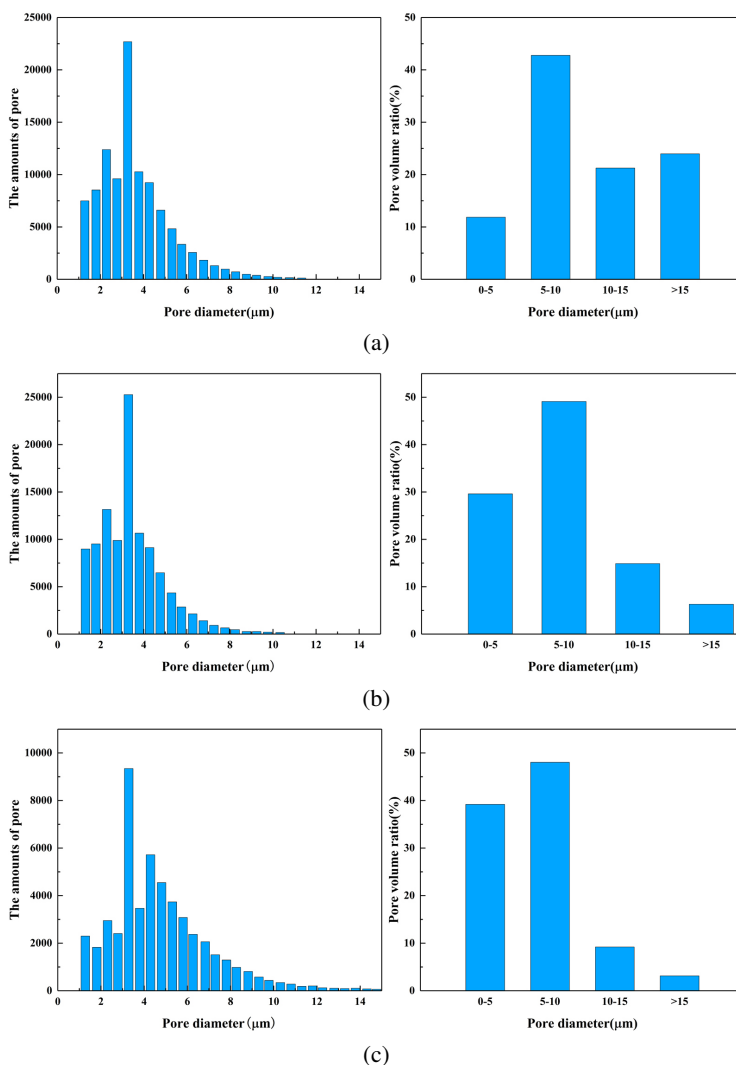 25000
20000
15000
10000
5000
0
The amounts of pore
0 2 4 6 8 10 12 14
Pore diameter(μm)
50
40
20
10
0
Pore volume ratio(%)
0-5 5-10 10-15 >15
Pore diameter(μm)
(a)
25000
20000
15000
10000
5000
0
The amounts of pore
0 2 4 6 8 10 12 14
Pore diameter(μm)
50
40
30
20
10
0
Pore volume ratio(%)
0-5 5-10 10-15 >15
Pore diameter(μm)
(b)
10000
8000
6000
4000
2000
0
The amounts of pore
0 2 4 6 8 10 12 14
Pore diameter(μm)
50
40
30
20
10
0
Pore volume ratio(%)
0-5 5-10 10-15 >15
Pore diameter(μm)
(c)